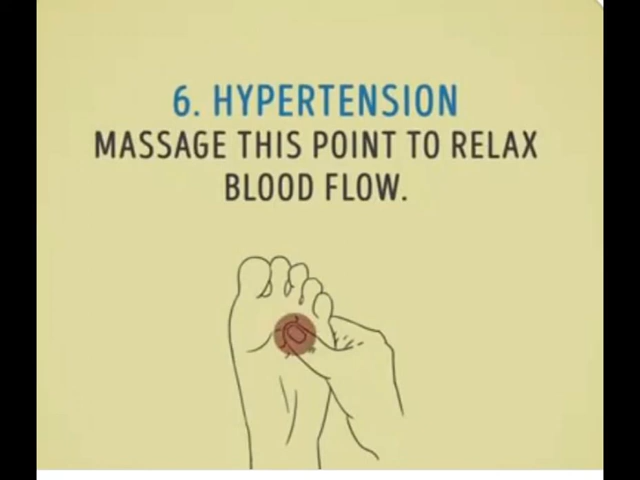 6. HYPERTENSION
MASSAGE THIS POINT TO RELAX
BLOOD FLOW.